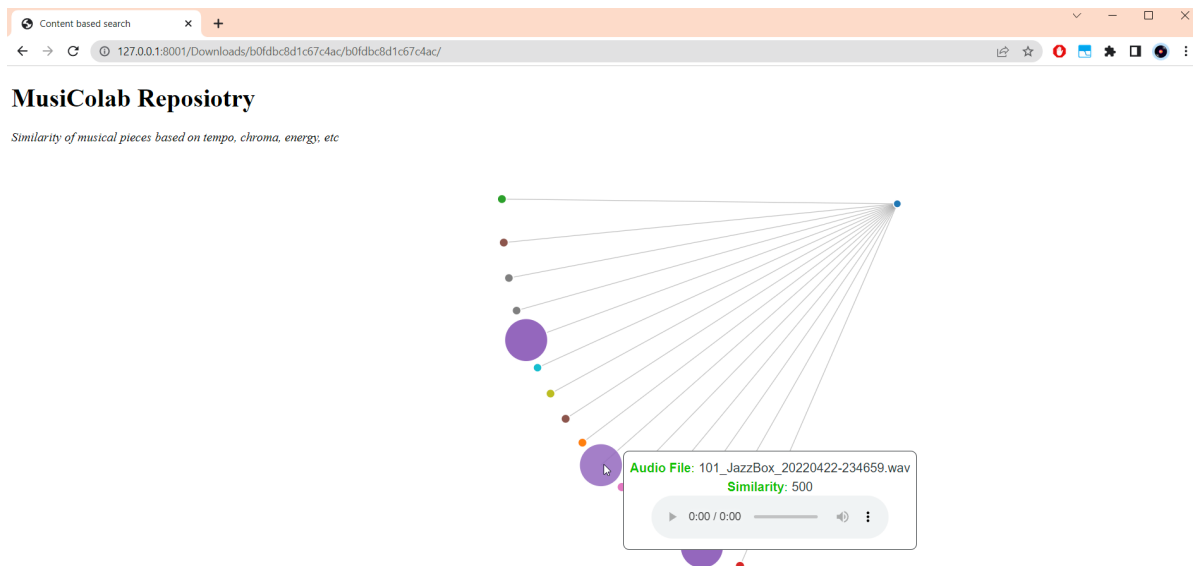 Content based search
127.0.0.1:8001/Downloads/b0fdbc8d1c67c4ac/b0fdbc8d1c67c4ac/
MusiColab Reposiotry
Similarity of musical pieces based on tempo, chroma, energy, etc
Audio File: 101_JazzBox_20220422-234659.wav
Similarity: 500
0:00 / 0:00